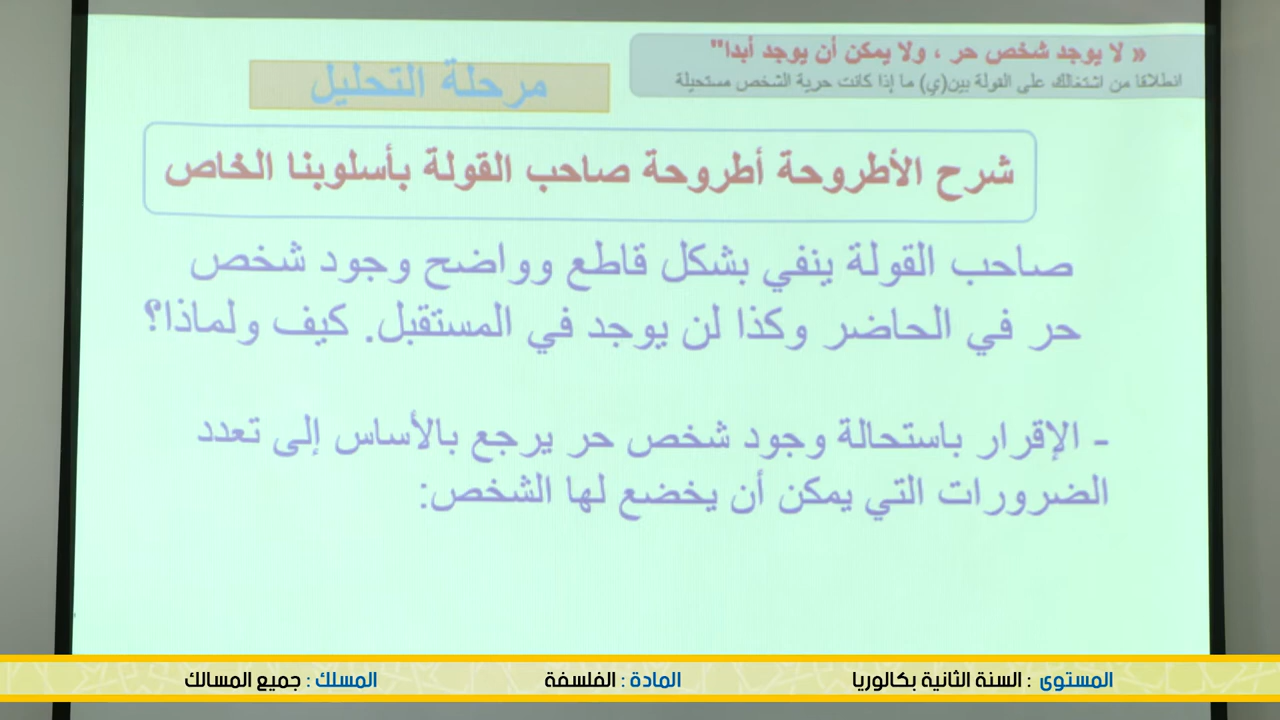 « لا يوجد شخص حر ، ولا يمكن أن يوجد أبدا"
انطلاقا من اشتغالك على القولة بين(ي) ما إذا كانت حرية الشخص مستحيلة
مرحلة التحليل
شرح الأطروحة أطروحة صاحب القولة بأسلوبنا الخاص
صاحب القولة ينفي بشكل قاطع وواضح وجود شخص
حر في الحاضر وكذا لن يوجد في المستقبل. كيف ولماذا؟
- الإقرار باستحالة وجود شخص حر يرجع بالأساس إلى تعدد
الضرورات التي يمكن أن يخضع لها الشخص:
المستوى : السنة الثانية بكالوريا المادة : الفلسفة المسلك : جميع المسالك